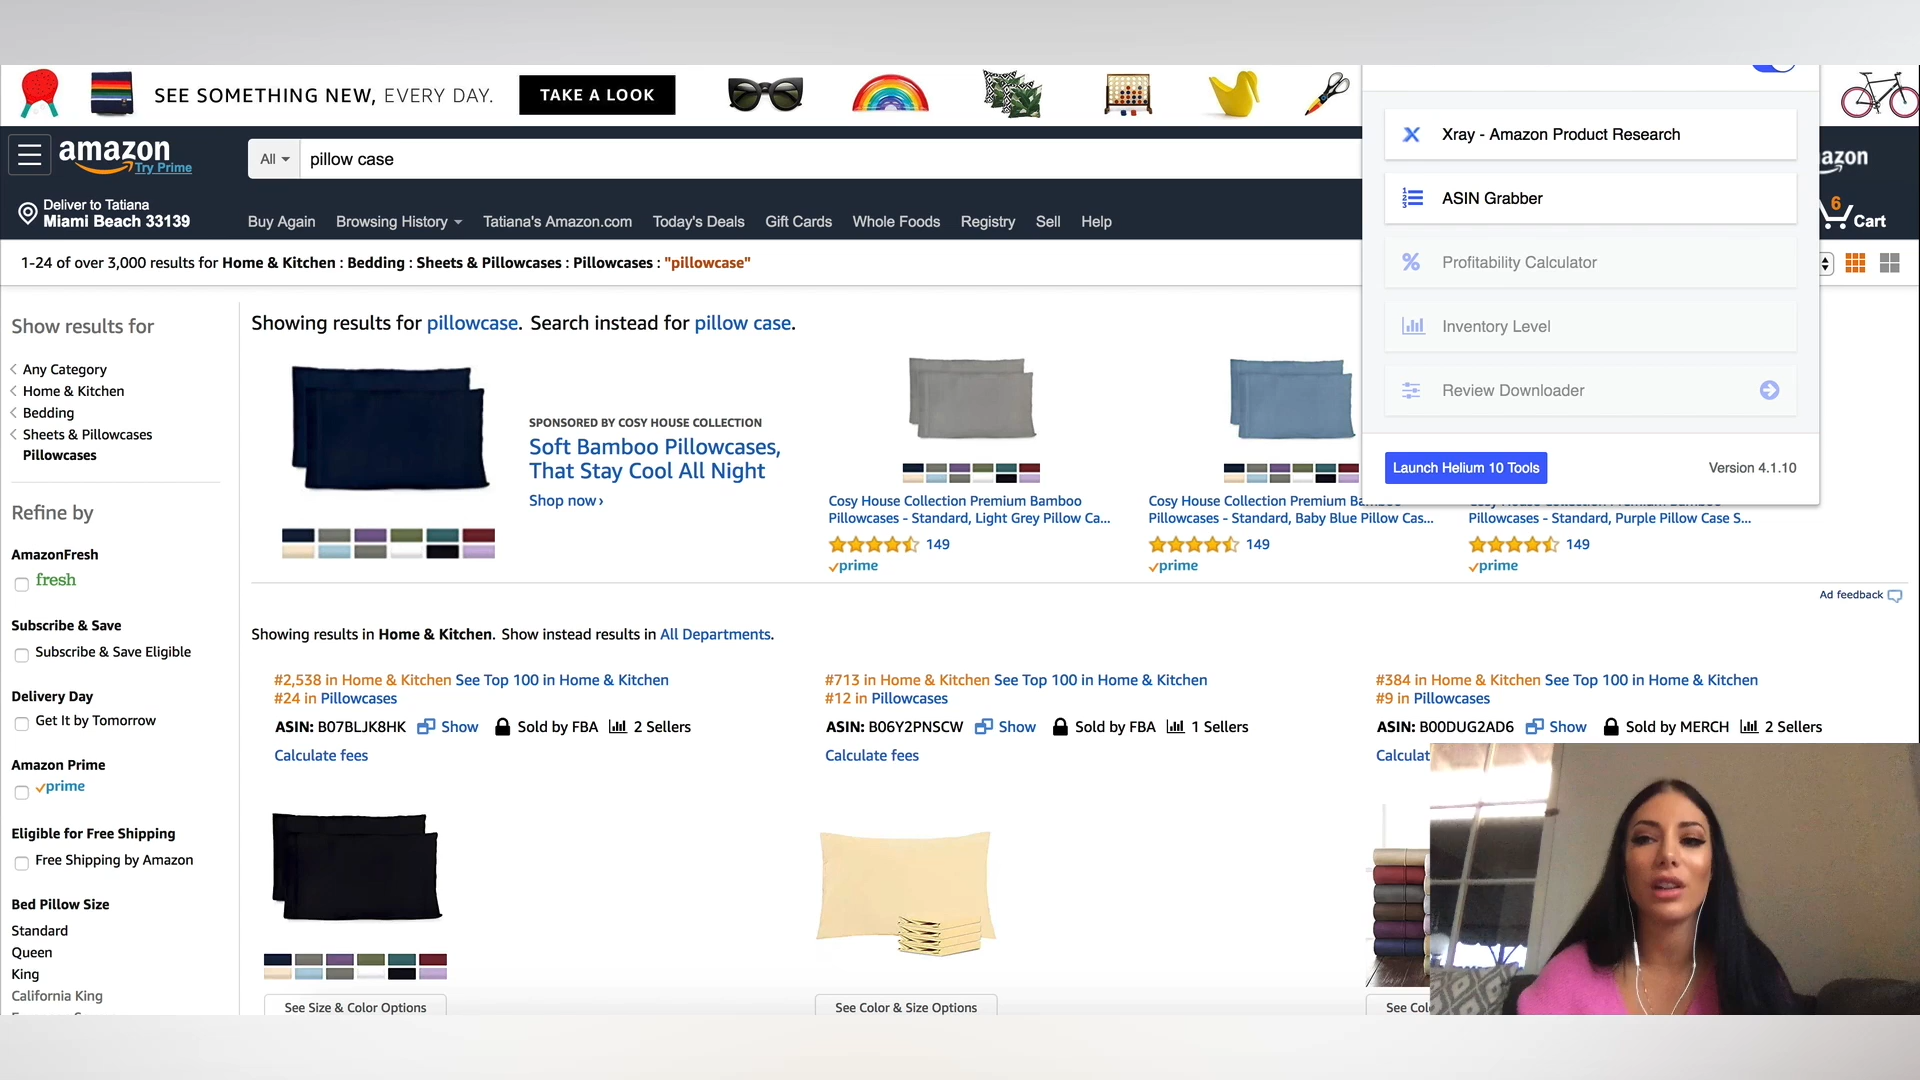 SEE SOMETHING NEW, EVERY DAY.
TAKE A LOOK
amazon
Try Prime
All
pillow case
Deliver to Tatiana
Miami Beach 33139
Buy Again Browsing History Tatiana's Amazon.com Today's Deals Gift Cards Whole Foods Registry Sell Help
azon
6
Cart
Xray - Amazon Product Research
ASIN Grabber
Profitability Calculator
Inventory Level
Review Downloader
Launch Helium 10 Tools
Version 4.1.10
1-24 of over 3,000 results for Home & Kitchen : Bedding : Sheets & Pillowcases : Pillowcases : "pillowcase"
Show results for
Any Category
Home & Kitchen
Bedding
Sheets & Pillowcases
Pillowcases
Refine by
AmazonFresh
fresh
Subscribe & Save
Subscribe & Save Eligible
Delivery Day
Get It by Tomorrow
Amazon Prime
prime
Eligible for Free Shipping
Free Shipping by Amazon
Bed Pillow Size
Standard
Queen
King
California King
Showing results for pillowcase. Search instead for pillow case.
SPONSORED BY COSY HOUSE COLLECTION
Soft Bamboo Pillowcases,
That Stay Cool All Night
Shop now ›
Cosy House Collection Premium Bamboo
Pillowcases - Standard, Light Grey Pillow Ca...
149
prime
Cosy House Collection Premium Ba
Pillowcases - Standard, Baby Blue Pillow Cas...
149
prime
Cosy House Collection Premium Bamboo
Pillowcases - Standard, Purple Pillow Case S...
149
prime
Ad feedback
Showing results in Home & Kitchen. Show instead results in All Departments.
#2,538 in Home & Kitchen See Top 100 in Home & Kitchen
#24 in Pillowcases
ASIN: B07BLJK8HK Show Sold by FBA 2 Sellers
Calculate fees
See Size & Color Options
#713 in Home & Kitchen See Top 100 in Home & Kitchen
#12 in Pillowcases
ASIN: B06Y2PNSCW Show Sold by FBA 1 Sellers
Calculate fees
See Color & Size Options
#384 in Home & Kitchen See Top 100 in Home & Kitchen
#9 in Pillowcases
ASIN: B00DUG2AD6 Show Sold by MERCH 2 Sellers
Calculat
See Col